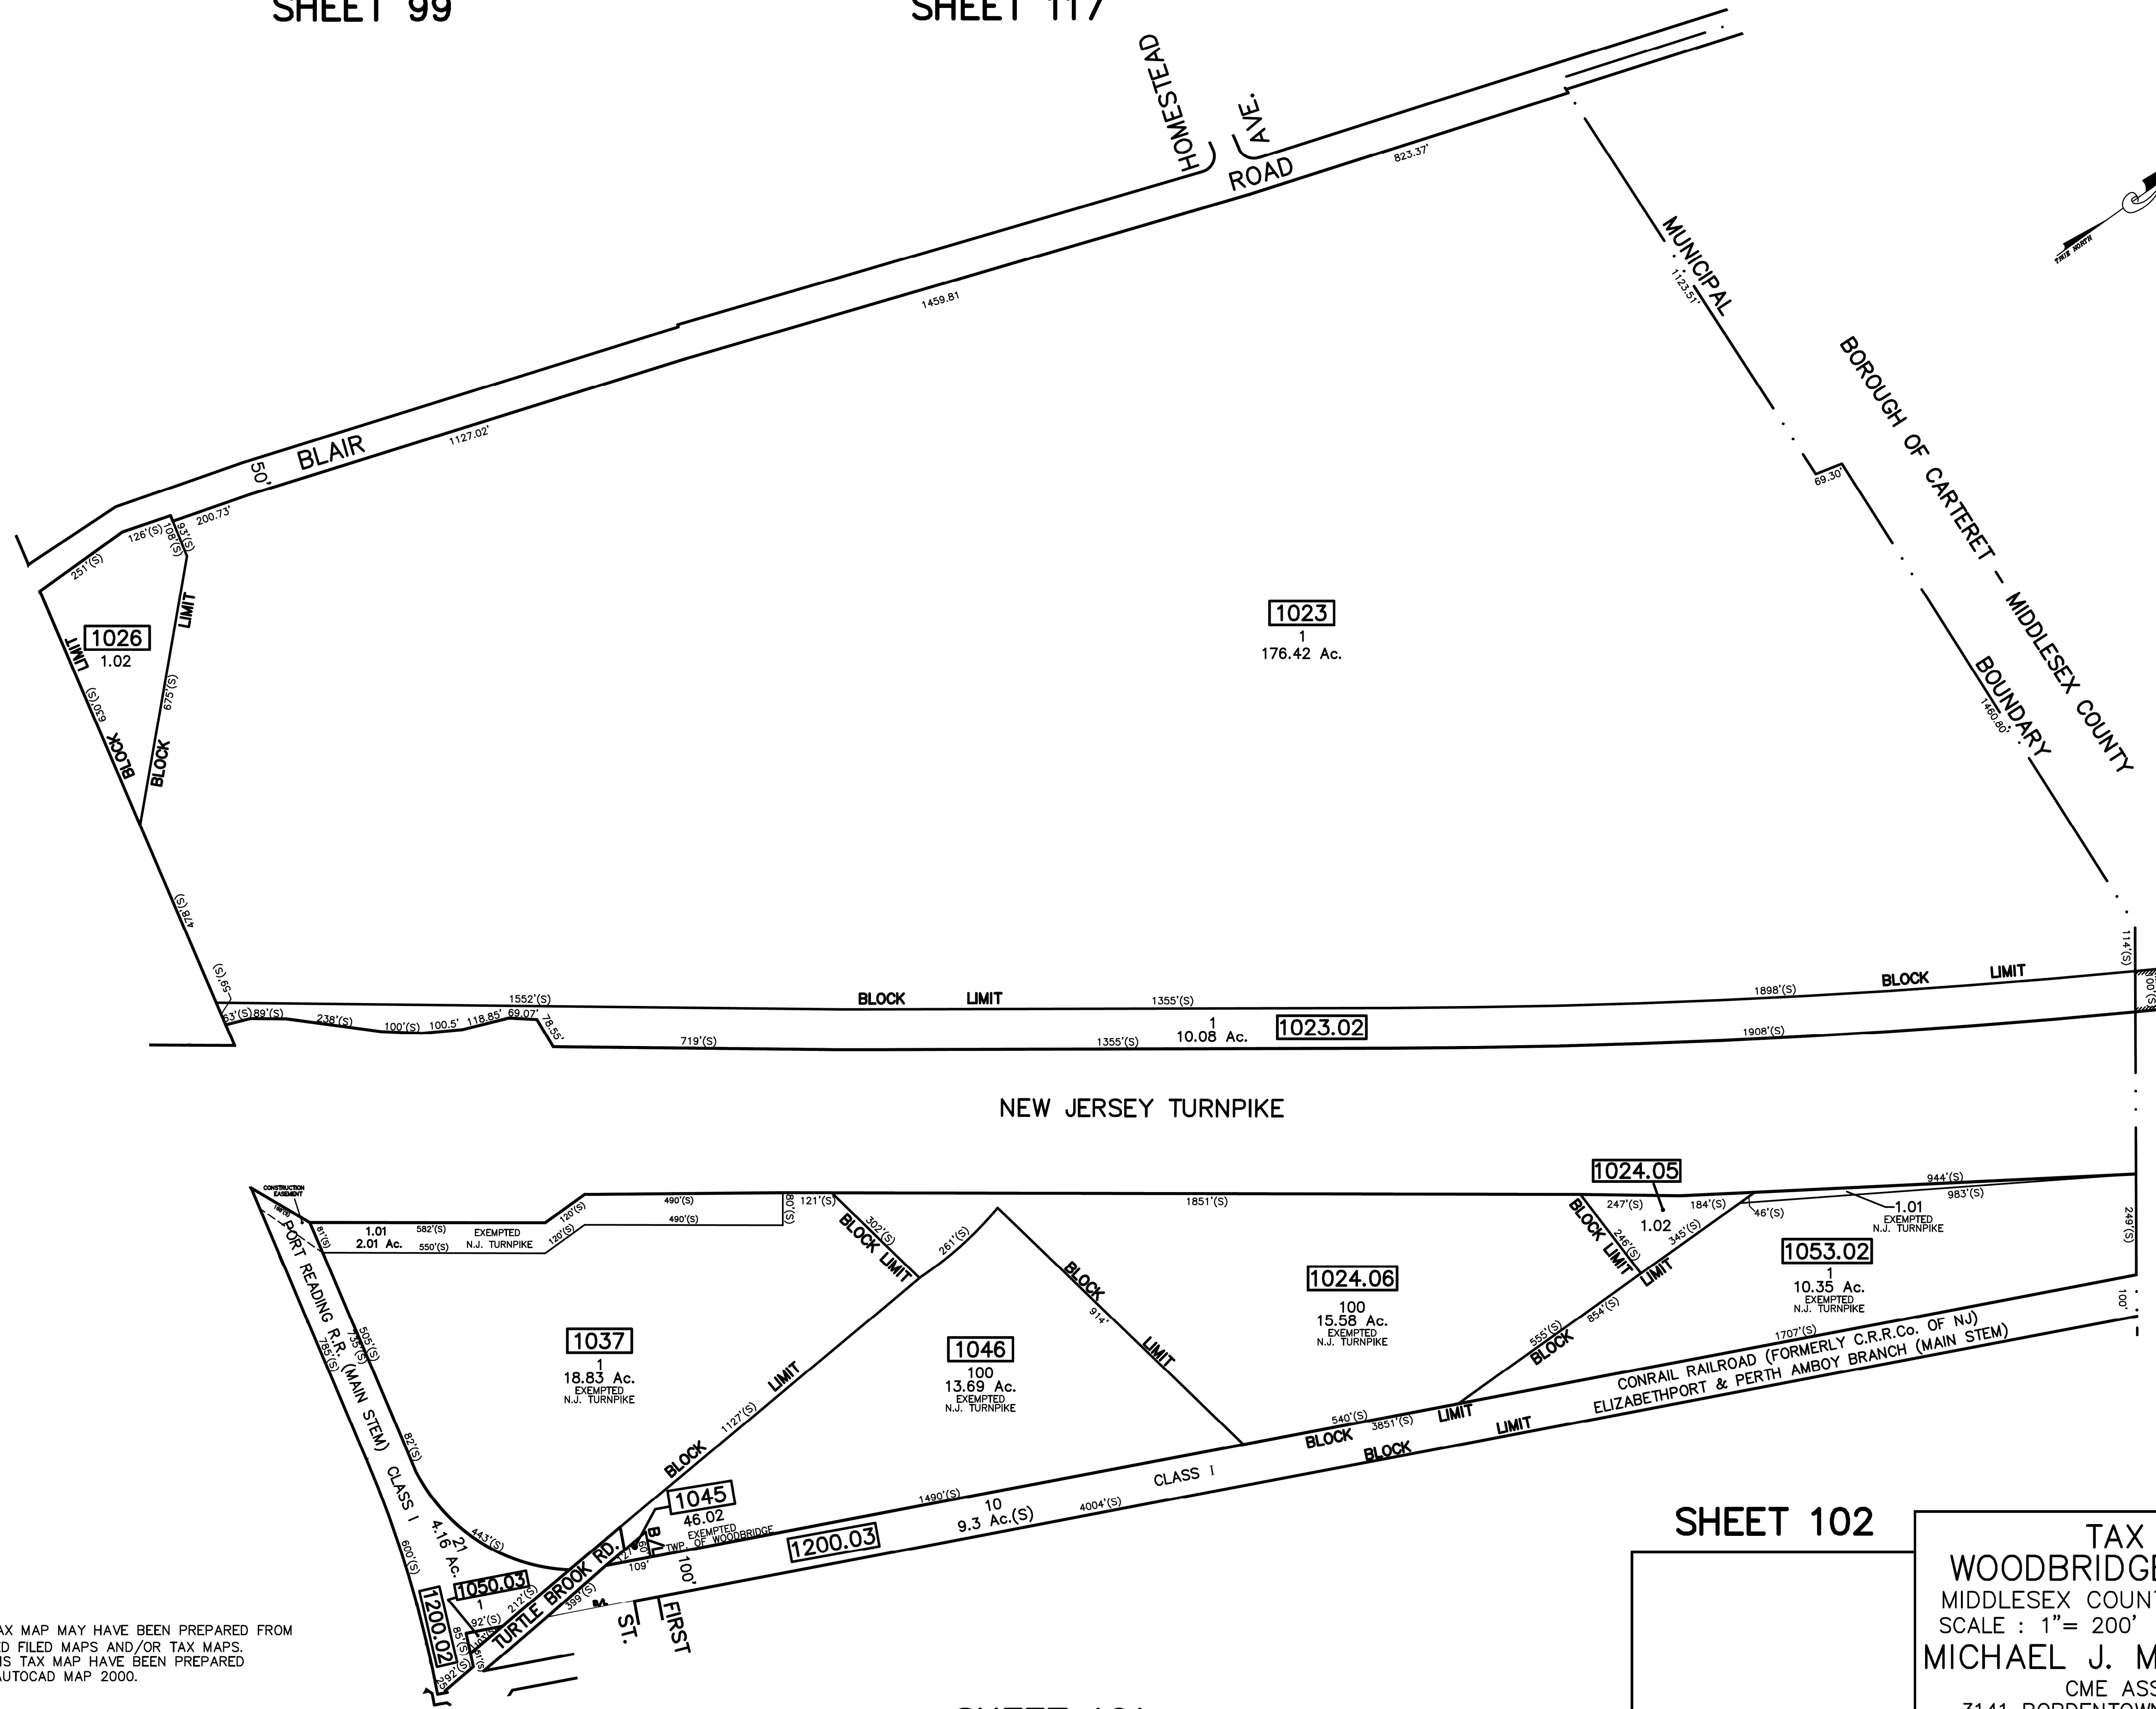 SHEET 99
SHEET 117
HOMESTEAD
AVE.
ROAD
823.37'
1459.81
TRUE NORTH
MUNICIPAL
1123.51'
BOROUGH OF CARTERET - MIDDLESEX COUNTY
69.30'
BOUNDARY
1460.80'
BLAIR
50'
1127.02'
200.73'
126'(S)
108'(S)
93'(S)
251'(S)
1026
1.02
LIMIT
BLOCK
630'(S)
LIMIT
675'(S)
BLOCK
478'(S)
59'(S)
1023
1
176.42 Ac.
114'(S)
1552'(S)
BLOCK LIMIT
1355'(S)
1898'(S)
BLOCK LIMIT
63'(S)
89'(S)
238'(S)
100'(S)
100.5'
118.85'
69.07'
78.55'
719'(S)
1355'(S)
1
10.08 Ac.
1023.02
1908'(S)
NEW JERSEY TURNPIKE
CONSTRUCTION
EASEMENT
81'(S)
1.01
2.01 Ac.
582'(S)
550'(S)
EXEMPTED
N.J. TURNPIKE
120'(S)
120'(S)
490'(S)
490'(S)
80'(S)
121'(S)
302'(S)
BLOCK LIMIT
261'(S)
1851'(S)
BLOCK
914'
LIMIT
1024.05
1.02
247'(S)
184'(S)
246'(S)
345'(S)
BLOCK LIMIT
LIMIT
46'(S)
944'(S)
983'(S)
1.01
EXEMPTED
N.J. TURNPIKE
249'(S)
1053.02
1
10.35 Ac.
EXEMPTED
N.J. TURNPIKE
100'
1024.06
100
15.58 Ac.
EXEMPTED
N.J. TURNPIKE
555'(S)
854'(S)
BLOCK
1707'(S)
CONRAIL RAILROAD (FORMERLY C.R.R.Co. OF NJ)
ELIZABETHPORT & PERTH AMBOY BRANCH (MAIN STEM)
PORT READING R.R. (MAIN STEM) CLASS I
785'(S)
735'(S)
505'(S)
82'(S)
443'(S)
600'(S)
21
4.16 Ac.
1037
1
18.83 Ac.
EXEMPTED
N.J. TURNPIKE
1046
100
13.69 Ac.
EXEMPTED
N.J. TURNPIKE
LIMIT
1127'(S)
BLOCK
1045
46.02
EXEMPTED
TWP. OF WOODBRIDGE
B/L
109'
100'
1490'(S)
10
9.3 Ac.(S)
4004'(S)
CLASS I
540'(S)
3851'(S)
BLOCK LIMIT
BLOCK LIMIT
1200.03
1050.03
1
92'(S)
212'(S)
399'(S)
85'(S)
TURTLE BROOK RD.
1200.02
FIRST
ST.
SHEET 102
TAX
MIDDLESEX COUN
SCALE : 1"= 200'
MICHAEL J. M
CME ASS
AX MAP MAY HAVE BEEN PREPARED FROM
ED FILED MAPS AND/OR TAX MAPS.
IS TAX MAP HAVE BEEN PREPARED
AUTOCAD MAP 2000.
WOODBRIDGE